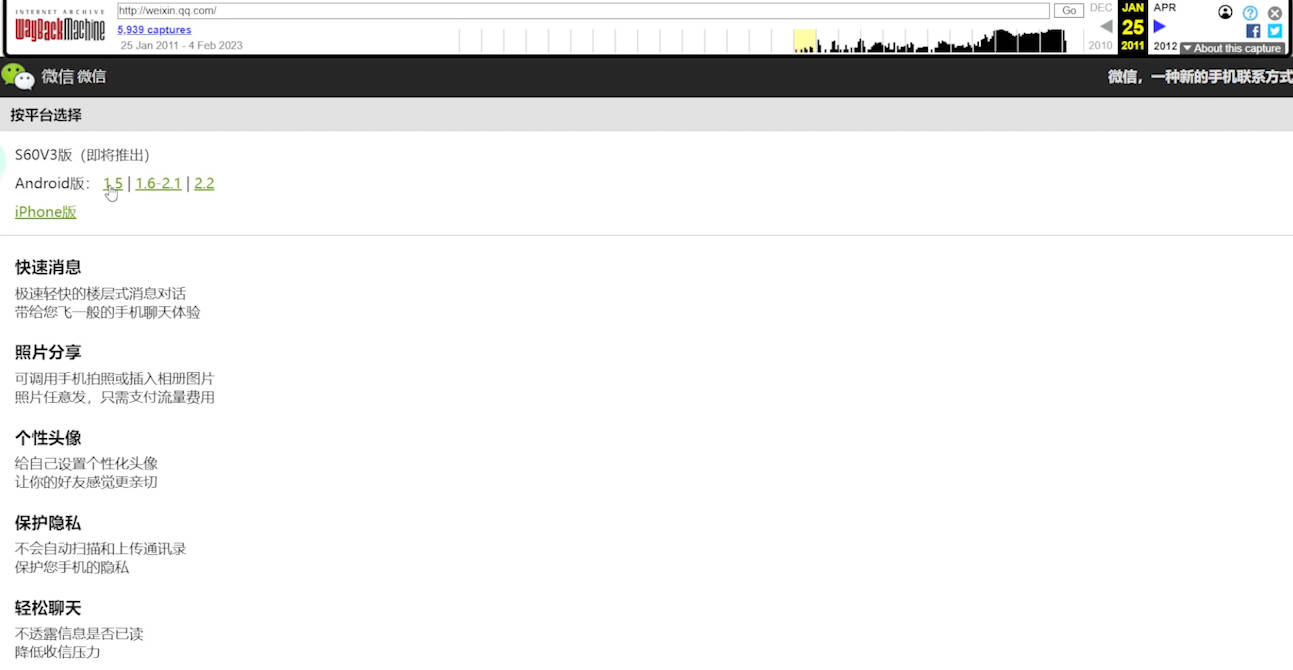 INTERNET ARCHIVE
WayBackMachine
http://weixin.qq.com/
Go
DEC JAN APR
5,939 captures
25
25 Jan 2011 - 4 Feb 2023
2010 2011 2012
About this capture
微信 微信
微信，一种新的手机联系方式
按平台选择
S60V3版（即将推出）
Android版： 1.5 | 1.6-2.1 | 2.2
iPhone版
快速消息
极速轻快的楼层式消息对话
带给您飞一般的手机聊天体验
照片分享
可调用手机拍照或插入相册图片
照片任意发，只需支付流量费用
个性头像
给自己设置个性化头像
让你的好友感觉更亲切
保护隐私
不会自动扫描和上传通讯录
保护您手机的隐私
轻松聊天
不透露信息是否已读
降低收信压力